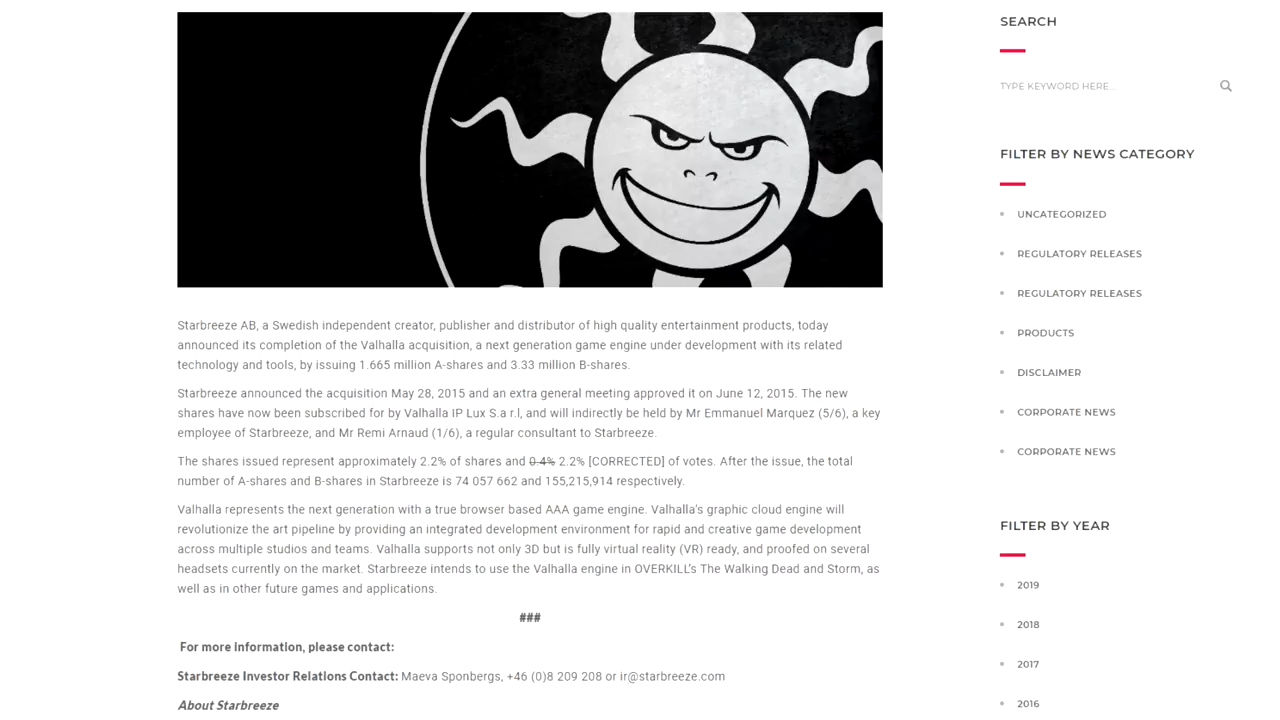 Starbreeze AB, a Swedish independent creator, publisher and distributor of high quality entertainment products, today
announced its completion of the Valhalla acquisition, a next generation game engine under development with its related
technology and tools, by issuing 1.665 million A-shares and 3.33 million B-shares.
Starbreeze announced the acquisition May 28, 2015 and an extra general meeting approved it on June 12, 2015. The new
shares have now been subscribed for by Valhalla IP Lux S.a r.l, and will indirectly be held by Mr Emmanuel Marquez (5/6), a key
employee of Starbreeze, and Mr Remi Arnaud (1/6), a regular consultant to Starbreeze.
The shares issued represent approximately 2.2% of shares and 0.4% 2.2% [CORRECTED] of votes. After the issue, the total
number of A-shares and B-shares in Starbreeze is 74 057 662 and 155,215,914 respectively.
Valhalla represents the next generation with a true browser based AAA game engine. Valhalla's graphic cloud engine will
revolutionize the art pipeline by providing an integrated development environment for rapid and creative game development
across multiple studios and teams. Valhalla supports not only 3D but is fully virtual reality (VR) ready, and proofed on several
headsets currently on the market. Starbreeze intends to use the Valhalla engine in OVERKILL's The Walking Dead and Storm, as
well as in other future games and applications.
###
For more information, please contact:
Starbreeze Investor Relations Contact: Maeva Sponbergs, +46 (0)8 209 208 or ir@starbreeze.com
About Starbreeze
SEARCH
TYPE KEYWORD HERE...
FILTER BY NEWS CATEGORY
UNCATEGORIZED
REGULATORY RELEASES
REGULATORY RELEASES
PRODUCTS
DISCLAIMER
CORPORATE NEWS
CORPORATE NEWS
FILTER BY YEAR
2019
2018
2017
2016